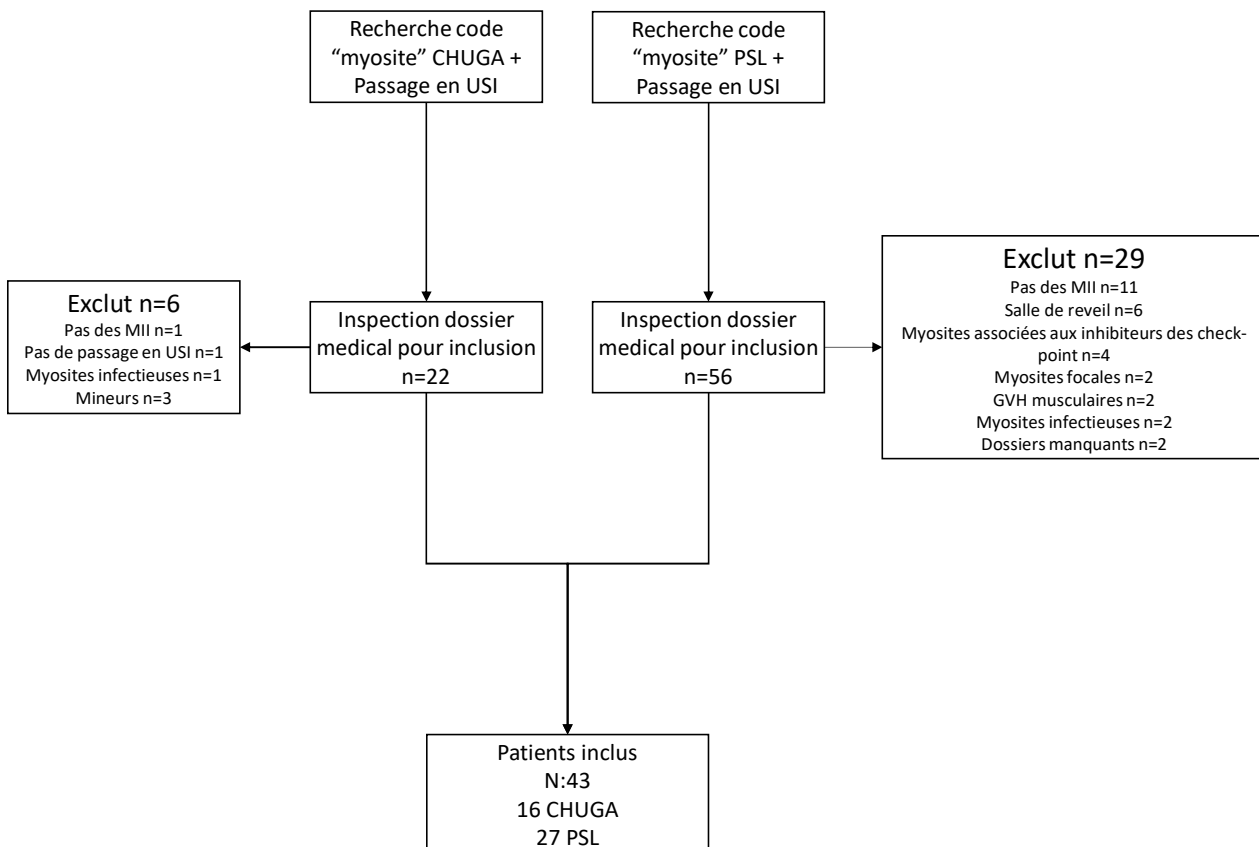 Recherche code
“myosite” CHUGA +
Passage en USI
Recherche code
“myosite” PSL +
Passage en USI
Exclut n=6
Pas des MII n=1
Pas de passage en USI n=1
Myosites infectieuses n=1
Mineurs n=3
Inspection dossier
medical pour inclusion
n=22
Inspection dossier
medical pour inclusion
n=56
Exclut n=29
Pas des MII n=11
Salle de reveil n=6
Myosites associées aux inhibiteurs des check-
point n=4
Myosites focales n=2
GVH musculaires n=2
Myosites infectieuses n=2
Dossiers manquants n=2
Patients inclus
N:43
16 CHUGA
27 PSL